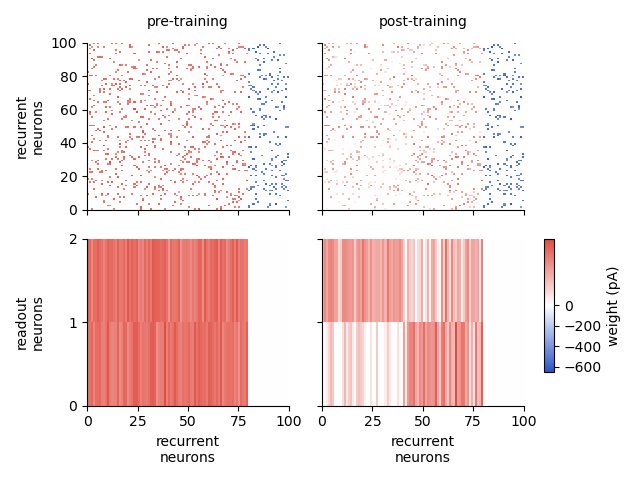 pre-training
post-training
100
80
60
40
20
0
recurrent
neurons
2
1
0
readout
neurons
0
−200
−400
−600
weight (pA)
0
25
50
75
100
0
25
50
75
100
recurrent
neurons
recurrent
neurons